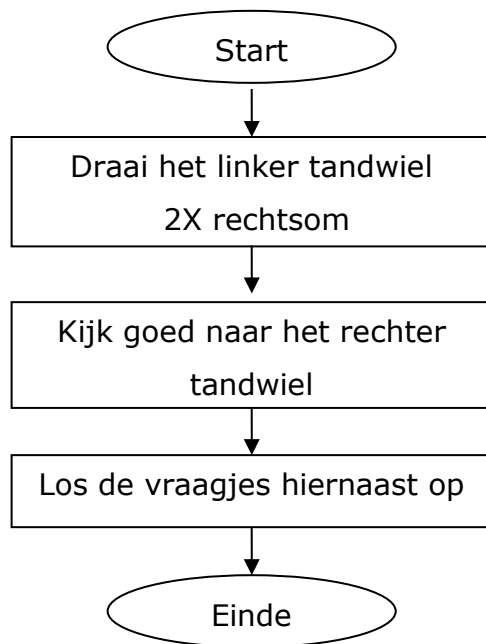 Start
Draai het linker tandwiel
2X rechtsom
Kijk goed naar het rechter
tandwiel
Los de vraagjes hiernaast op
Einde